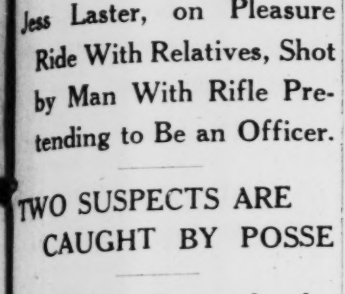 Jess Laster, on Pleasure
Ride With Relatives, Shot
by Man With Rifle Pre-
tending to Be an Officer.
TWO SUSPECTS ARE
CAUGHT BY POSSE